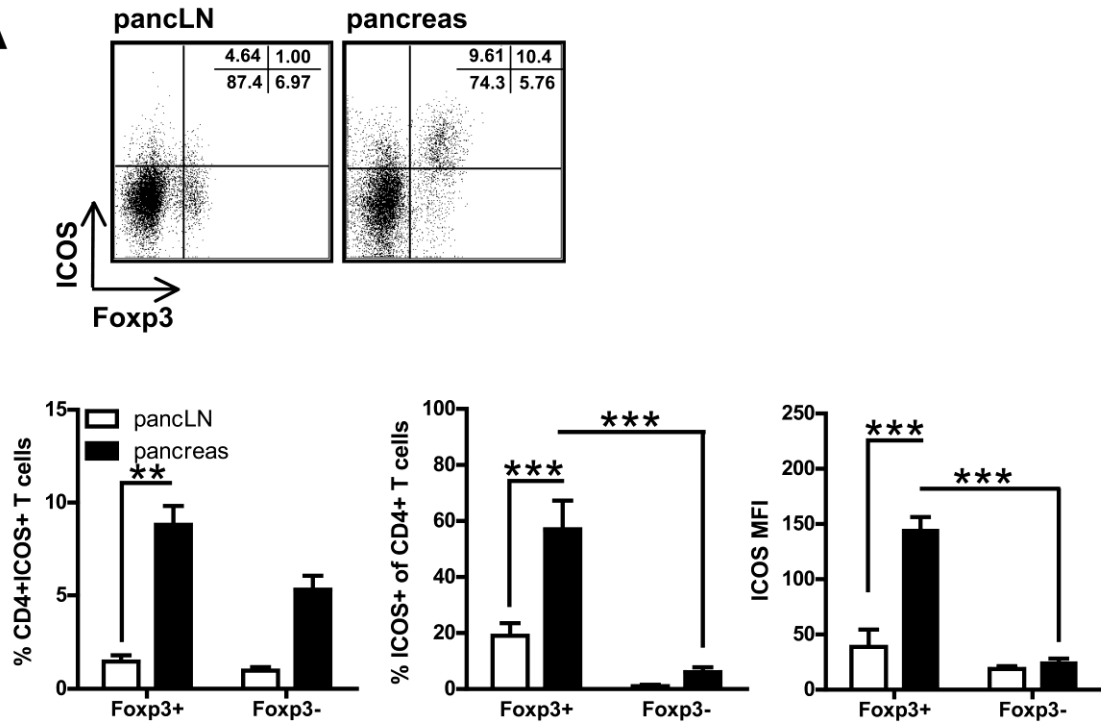 A
pancLN
pancreas
4.64 1.00
87.4 6.97
9.61 10.4
74.3 5.76
ICOS
Foxp3
% CD4+ICOS+ T cells
15
10
5
0
pancLN
pancreas
**
Foxp3+
Foxp3-
% ICOS+ of CD4+ T cells
100
80
60
40
20
0
***
***
Foxp3+
Foxp3-
ICOS MFI
250
200
150
100
50
0
***
***
Foxp3+
Foxp3-